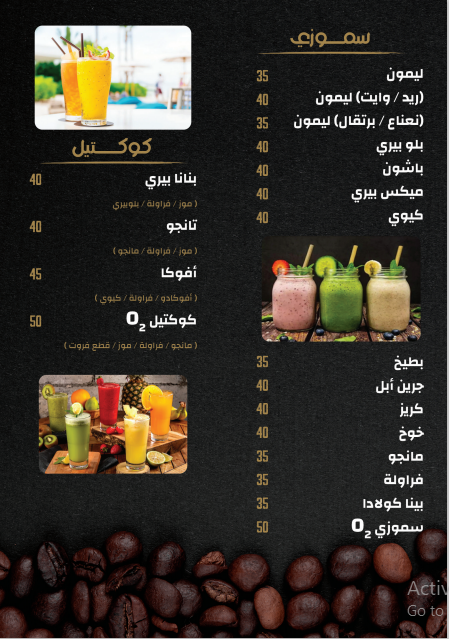 سموزي
ليمون 35
(ريد / وايت) ليمون 40
(نعناع / برتقال) ليمون 35
بلو بيري 40
باشون 40
ميكس بيري 40
كيوي 40
بطيخ 35
جرين أبل 40
كريز 40
خوخ 40
مانجو 35
فراولة 35
بينا كولادا 35
سموزي O2 50
كوكتيل
بنانا بيري 40
( موز / فراولة / بلوبيري )
تانجو 40
( موز / فراولة / مانجو )
أفوكا 45
( أفوكادو / فراولة / كيوي )
كوكتيل O2 50
( مانجو / فراولة / موز / قطع فروت )
Activ
Go to